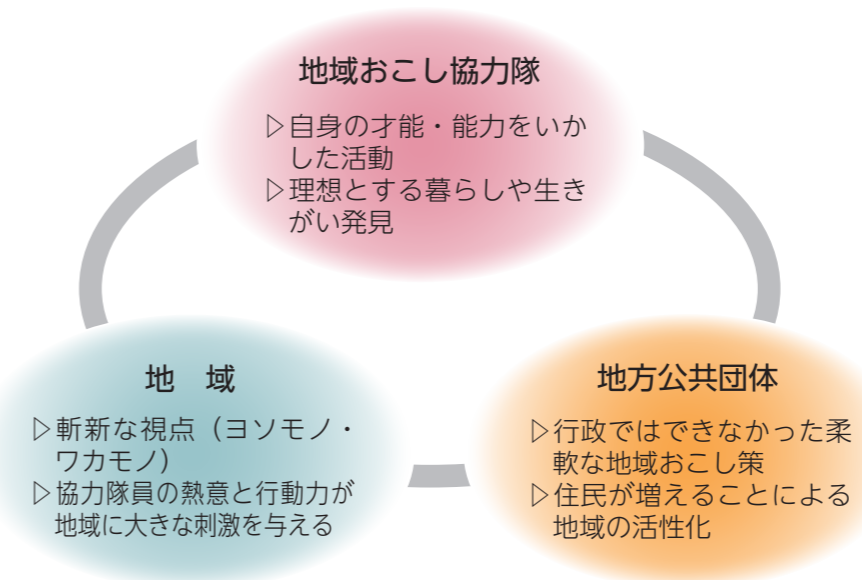 地域おこし協力隊
▷自身の才能・能力をいか
した活動
▷理想とする暮らしや生き
がい発見
地　域
▷斬新な視点（ヨソモノ・
ワカモノ）
▷協力隊員の熱意と行動力が
地域に大きな刺激を与える
地方公共団体
▷行政ではできなかった柔
軟な地域おこし策
▷住民が増えることによる
地域の活性化